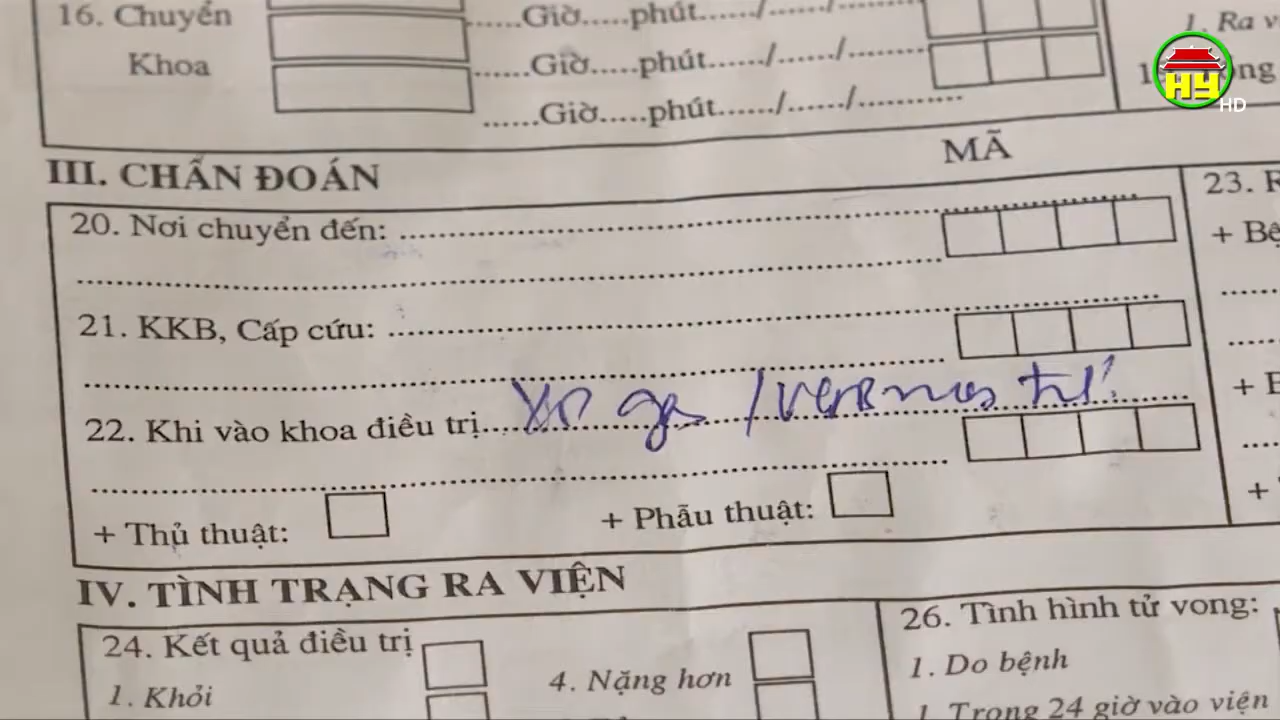 16. Chuyển
Khoa
......Giờ.....phút....../....../............
......Giờ.....phút....../....../............
......Giờ.....phút....../....../............
1. Ra v
HY
HD
III. CHẨN ĐOÁN
MÃ
20. Nơi chuyển đến:
21. KKB, Cấp cứu:
22. Khi vào khoa điều trị xơ gan /
+ Thủ thuật:
+ Phẫu thuật:
23. R
+ Bệ
+ B
+
IV. TÌNH TRẠNG RA VIỆN
24. Kết quả điều trị
1. Khỏi
4. Nặng hơn
26. Tình hình tử vong:
1. Do bệnh
1. Trong 24 giờ vào viện